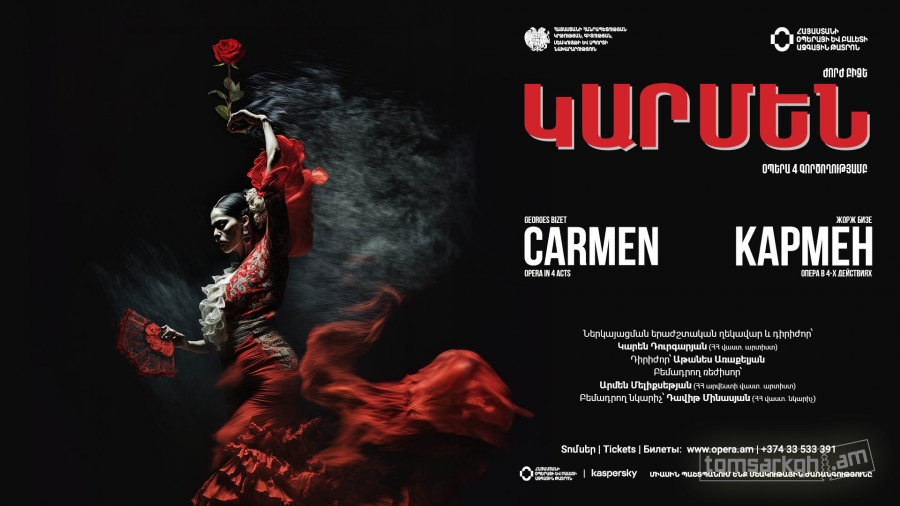 ՀԱՅԱՍՏԱՆԻ ՀԱՆՐԱՊԵՏՈՒԹՅԱՆ
ԿՐԹՈՒԹՅԱՆ, ԳԻՏՈՒԹՅԱՆ,
ՄՇԱԿՈՒՅԹԻ ԵՎ ՍՊՈՐՏԻ
ՆԱԽԱՐԱՐՈՒԹՅՈՒՆ
ՀԱՅԱՍՏԱՆԻ
ՕՊԵՐԱՅԻ ԵՎ ԲԱԼԵՏԻ
ԱԶԳԱՅԻՆ ԹԱՏՐՈՆ
ԺՈՐԺ ԲԻԶԵ
ԿԱՐՄԵՆ
ՕՊԵՐԱ 4 ԳՈՐԾՈՂՈՒԹՅԱՄԲ
GEORGES BIZET
CARMEN
OPERA IN 4 ACTS
ЖОРЖ БИЗЕ
КАРМЕН
ОПЕРА В 4-Х ДЕЙСТВИЯХ
Ներկայացման երաժշտական ղեկավար և դիրիժոր՝
Կարեն Դուրգարյան (ՀՀ վաստ. արտիստ)
Դիրիժոր՝ Աթանես Առաքելյան
Բեմադրող ռեժիսոր՝
Արմեն Մելիքսեթյան (ՀՀ արվեստի վաստ. արտիստ)
Բեմադրող նկարիչ՝ Դավիթ Մինասյան (ՀՀ վաստ. նկարիչ)
Տոմսեր | Tickets | Билеты: www.opera.am | +374 33 533 391
ՀԱՅԱՍՏԱՆԻ
ՕՊԵՐԱՅԻ ԵՎ ԲԱԼԵՏԻ
ԱԶԳԱՅԻՆ ԹԱՏՐՈՆ
| kaspersky
ՄԻԱՍԻՆ ՊԱՇՏՊԱՆՈՒՄ ԵՆՔ ՄՇԱԿՈՒԹԱՅԻՆ ԺԱՌԱՆԳՈՒԹՅՈՒՆԸ
tomsarkgh.am